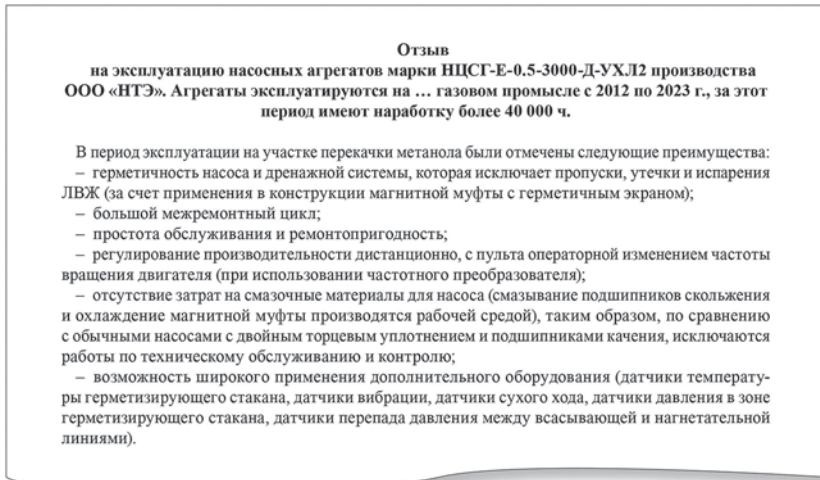 Отзыв
на эксплуатацию насосных агрегатов марки НЦСГ-Е-0.5-3000-Д-УХЛ2 производства
ООО «НТЭ». Агрегаты эксплуатируются на … газовом промысле с 2012 по 2023 г., за этот
период имеют наработку более 40 000 ч.
В период эксплуатации на участке перекачки метанола были отмечены следующие преимущества:
– герметичность насоса и дренажной системы, которая исключает пропуски, утечки и испарения
ЛВЖ (за счет применения в конструкции магнитной муфты с герметичным экраном);
– большой межремонтный цикл;
– простота обслуживания и ремонтопригодность;
– регулирование производительности дистанционно, с пульта операторной изменением частоты
вращения двигателя (при использовании частотного преобразователя);
– отсутствие затрат на смазочные материалы для насоса (смазывание подшипников скольжения
и охлаждение магнитной муфты производятся рабочей средой), таким образом, по сравнению
с обычными насосами с двойным торцевым уплотнением и подшипниками качения, исключаются
работы по техническому обслуживанию и контролю;
– возможность широкого применения дополнительного оборудования (датчики температу-
ры герметизирующего стакана, датчики вибрации, датчики сухого хода, датчики давления в зоне
герметизирующего стакана, датчики перепада давления между всасывающей и нагнетательной
линиями).